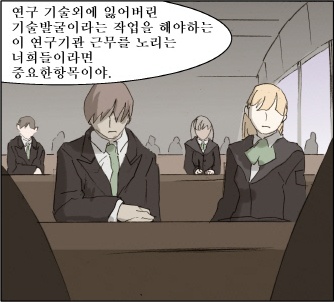 연구 기술외에 잃어버린
기술발굴이라는 작업을 해야하는
이 연구기관 근무를 노리는
너희들이라면
중요한항목이야.